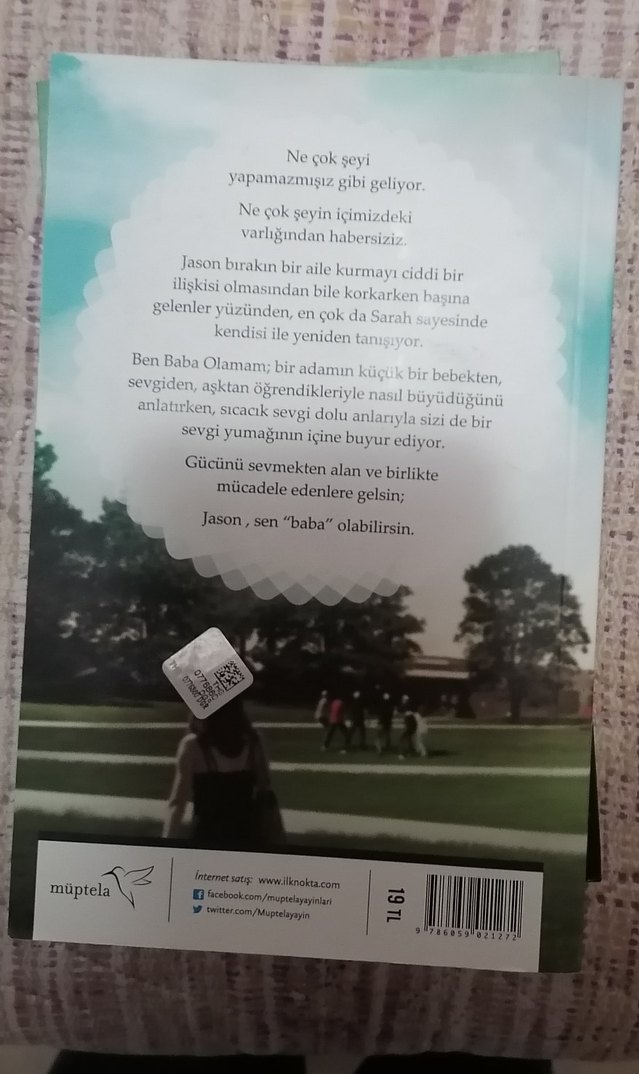 Ne çok şeyi
yapamazmışız gibi geliyor.
Ne çok şeyin içimizdeki
varlığından habersiziz.
Jason bırakın bir aile kurmayı ciddi bir
ilişkisi olmasından bile korkarken başına
gelenler yüzünden, en çok da Sarah sayesinde
kendisi ile yeniden tanışıyor.
Ben Baba Olamam; bir adamın küçük bir bebekten,
sevgiden, aşktan öğrendikleriyle nasıl büyüdüğünü
anlatırken, sıcacık sevgi dolu anlarıyla sizi de bir
sevgi yumağının içine buyur ediyor.
Gücünü sevmekten alan ve birlikte
mücadele edenlere gelsin;
Jason , sen “baba” olabilirsin.
müptela
İnternet satış: www.ilknokta.com
facebook.com/muptelayayinlari
twitter.com/Muptelayayin
19 TL
9 786059 021272